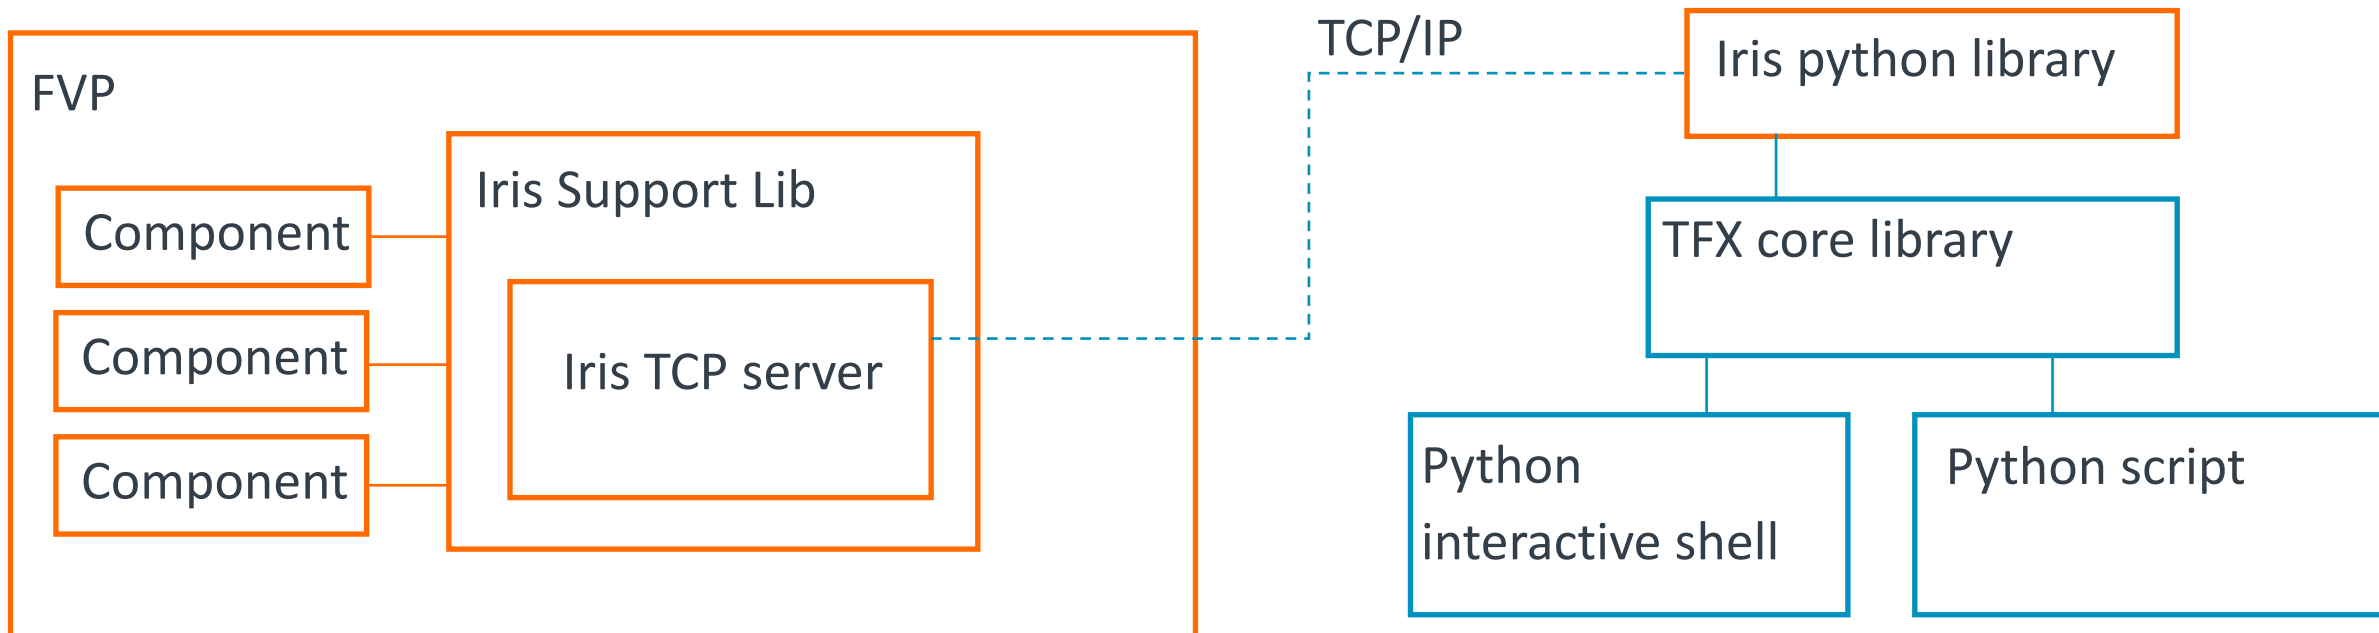 FVP
Component
Component
Component
Iris Support Lib
Iris TCP server
TCP/IP
Iris python library
TFX core library
Python
interactive shell
Python script